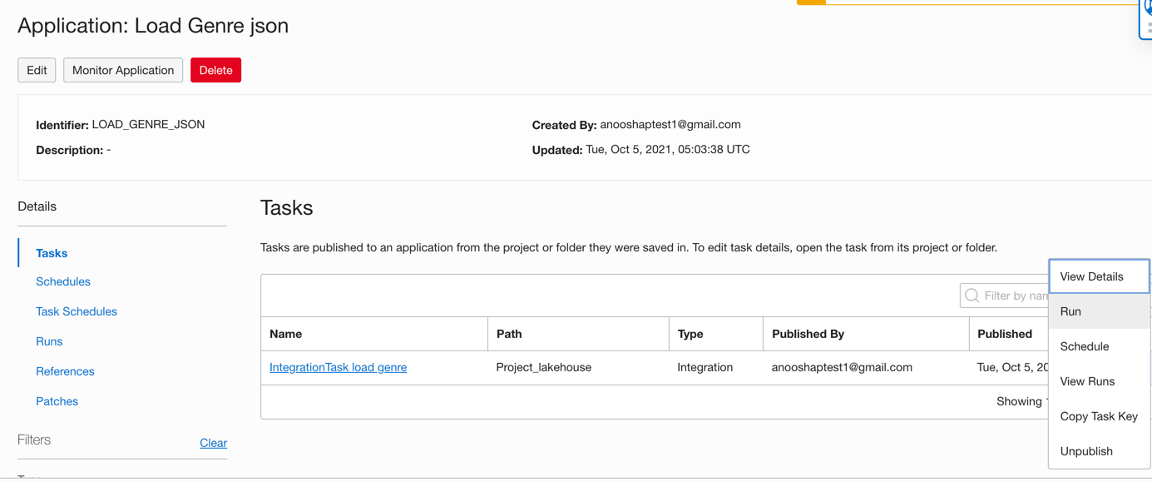 Application: Load Genre json
Edit
Monitor Application
Delete
Identifier: LOAD_GENRE_JSON
Created By: anooshaptest1@gmail.com
Description: -
Updated: Tue, Oct 5, 2021, 05:03:38 UTC
Details
Tasks
Schedules
Task Schedules
Runs
References
Patches
Filters
Clear
Tasks
Tasks are published to an application from the project or folder they were saved in. To edit task details, open the task from its project or folder.
Filter by nam
Name Path Type Published By Published
IntegrationTask load genre Project_lakehouse Integration anooshaptest1@gmail.com Tue, Oct 5, 20
Showing
View Details
Run
Schedule
View Runs
Copy Task Key
Unpublish